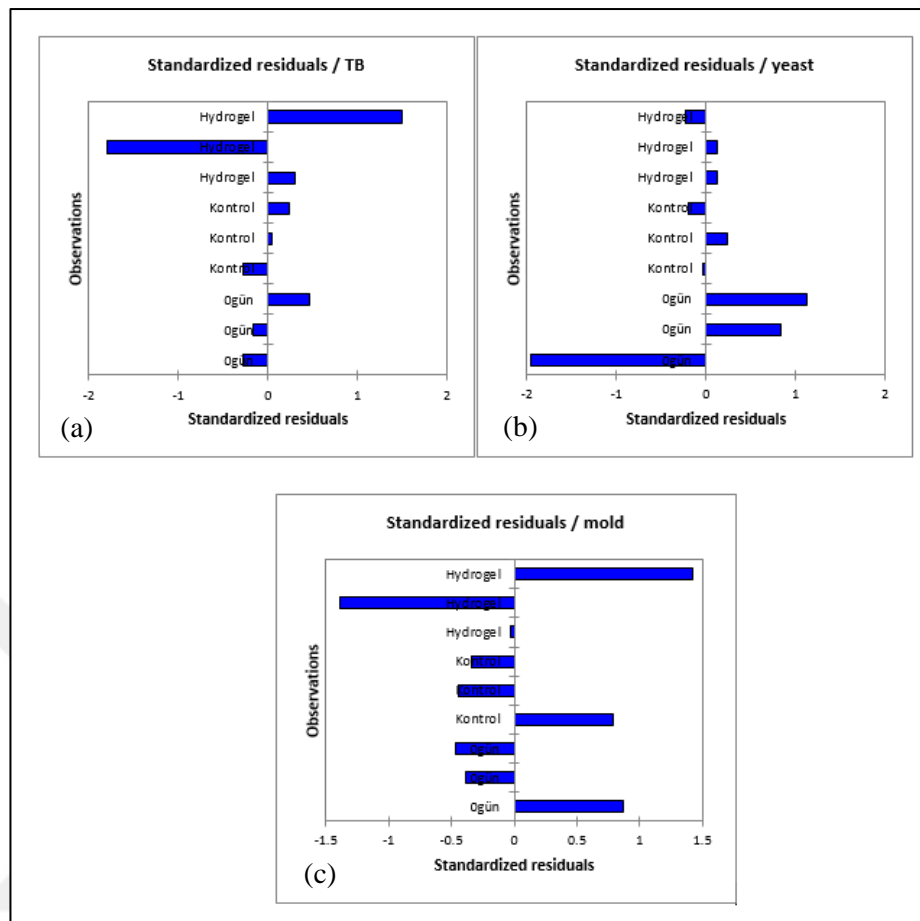 Standardized residuals / TB
Observations
Hydrogel
Hydrogel
Hydrogel
Kontrol
Kontrol
Kontrol
0gün
0gün
0gün
-2 -1 0 1 2
Standardized residuals
(a)
Standardized residuals / yeast
Observations
Hydrogel
Hydrogel
Hydrogel
Kontrol
Kontrol
Kontrol
0gün
0gün
0gün
-2 -1 0 1 2
Standardized residuals
(b)
Standardized residuals / mold
Observations
Hydrogel
Hydrogel
Hydrogel
Kontrol
Kontrol
Kontrol
0gün
0gün
0gün
-1.5 -1 -0.5 0 0.5 1 1.5
Standardized residuals
(c)